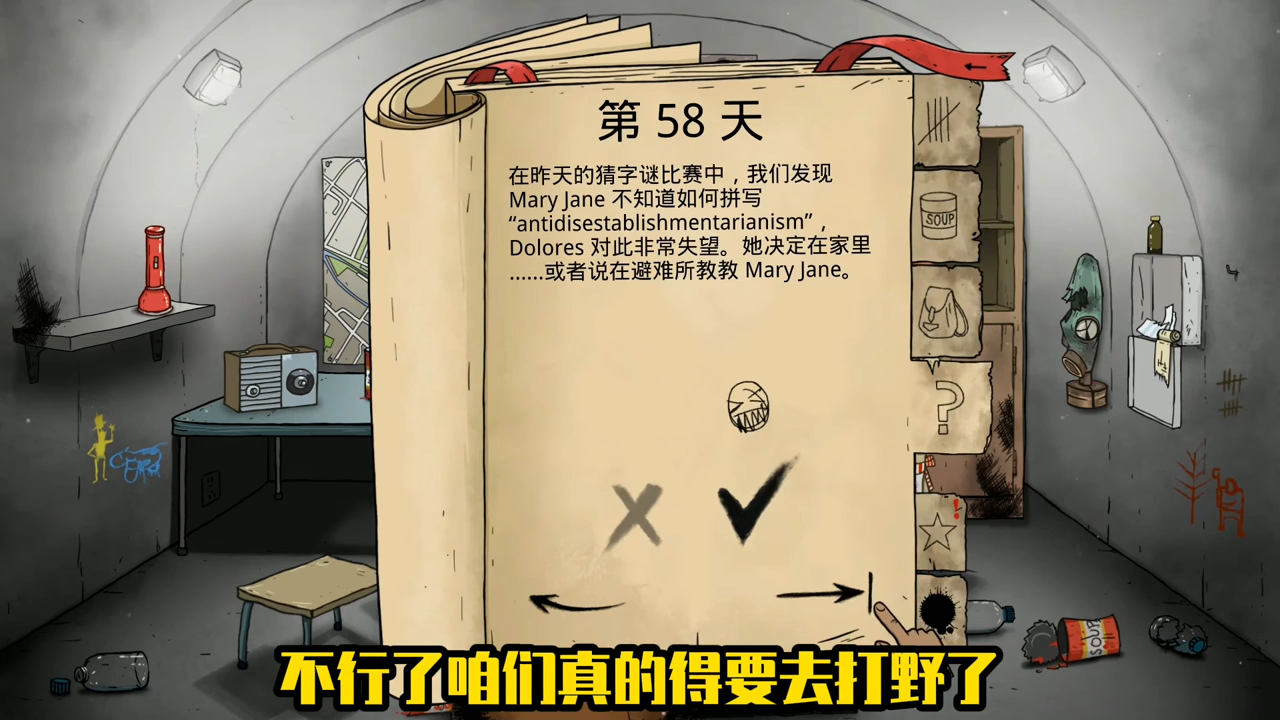 第 58 天
在昨天的猜字谜比赛中，我们发现
Mary Jane 不知道如何拼写
“antidisestablishmentarianism”，
Dolores 对此非常失望。她决定在家里
……或者说在避难所教教 Mary Jane。
SOUP
?
!
SOUP
不行了咱们真的得要去打野了